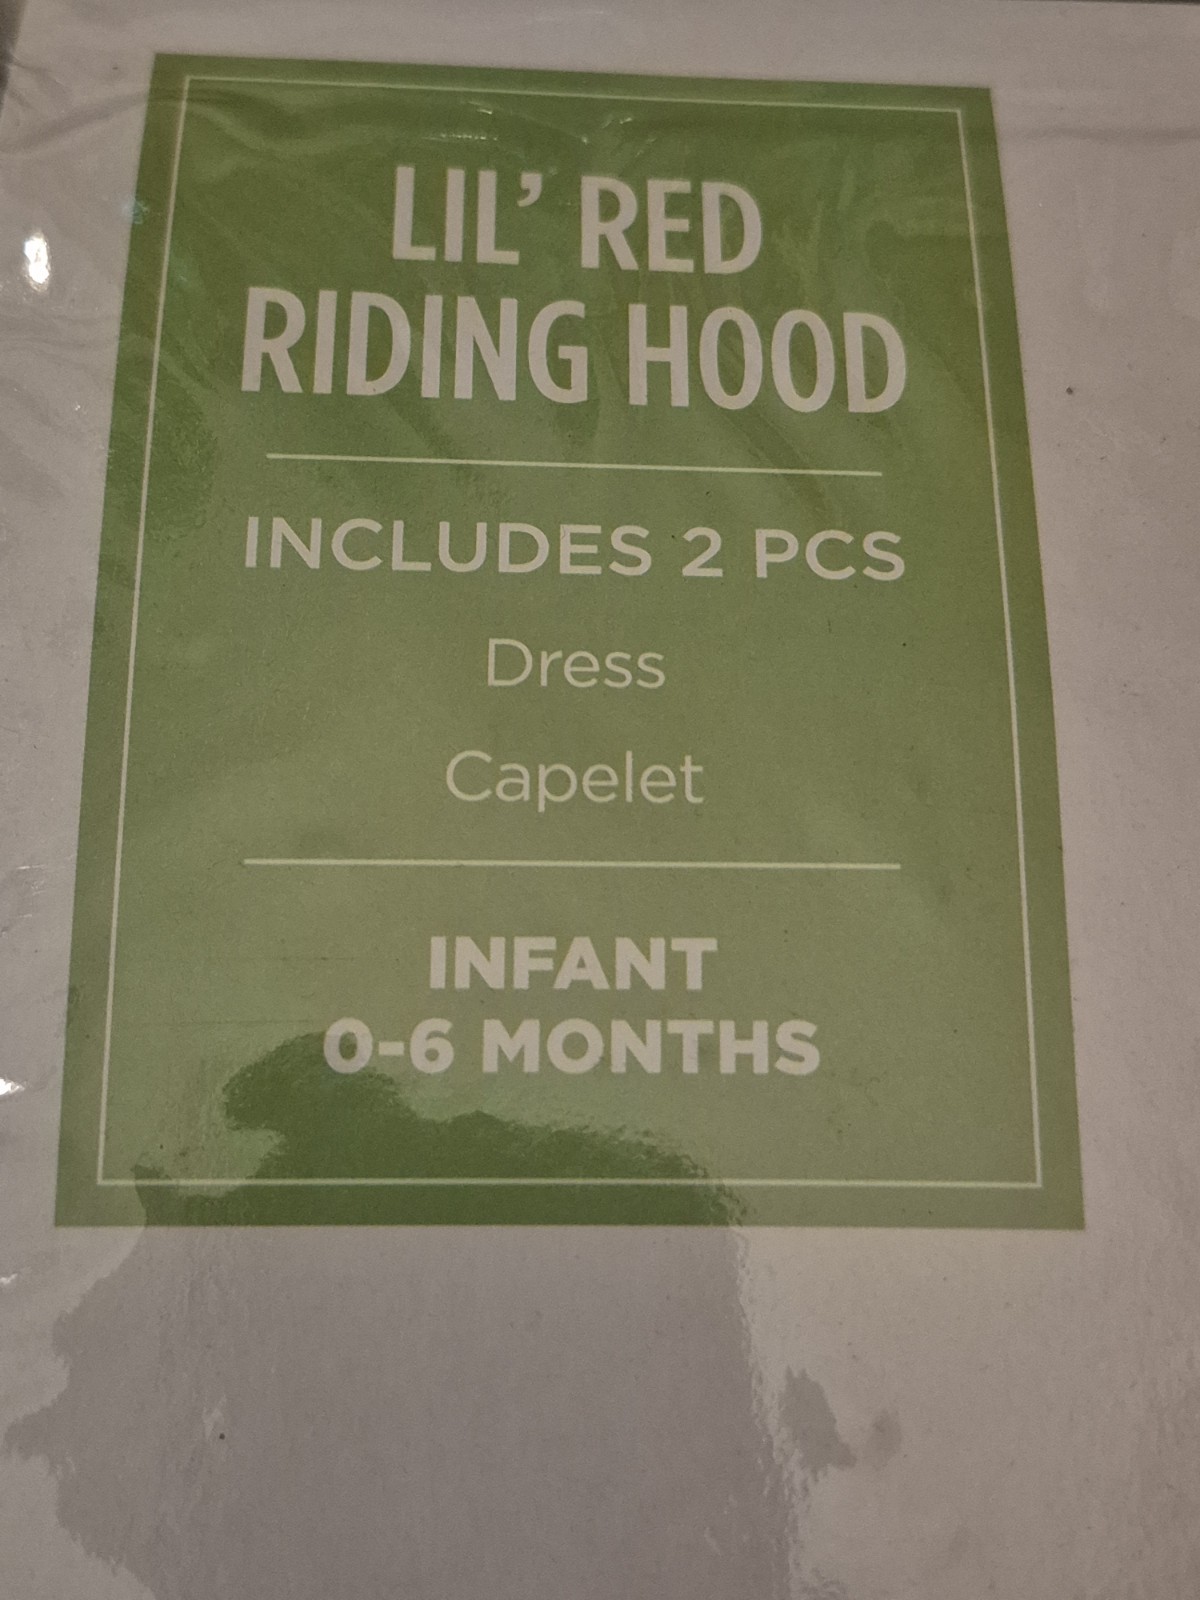 LIL’ RED
RIDING HOOD
INCLUDES 2 PCS
Dress
Capelet
INFANT
0-6 MONTHS